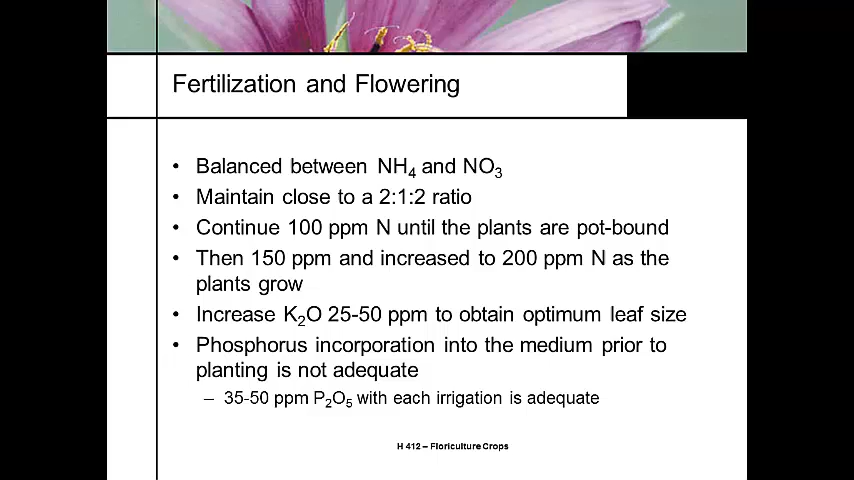 Fertilization and Flowering
• Balanced between NH₄ and NO₃
• Maintain close to a 2:1:2 ratio
• Continue 100 ppm N until the plants are pot-bound
• Then 150 ppm and increased to 200 ppm N as the
plants grow
• Increase K₂O 25-50 ppm to obtain optimum leaf size
• Phosphorus incorporation into the medium prior to
planting is not adequate
– 35-50 ppm P₂O₅ with each irrigation is adequate
H 412 – Floriculture Crops